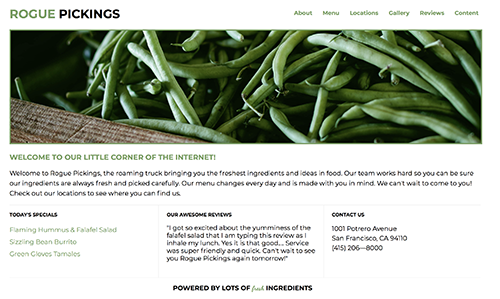 ROGUE PICKINGS
About Menu Locations Gallery Reviews Contact
WELCOME TO OUR LITTLE CORNER OF THE INTERNET!
Welcome to Rogue Pickings, the roaming truck bringing you the freshest ingredients and ideas in food. Our team works hard so you can be sure
our ingredients are always fresh and picked carefully. Our menu changes every day and is made with you in mind. We can't wait to come to you!
Check out our locations to see where you can find us.
TODAY'S SPECIALS
Flaming Hummus & Falafel Salad
Sizzling Bean Burrito
Green Gloves Tamales
OUR AWESOME REVIEWS
"I got so excited about the yumminess of the
falafel salad that I am typing this review as I
inhale my lunch. Yes it is that good.... Service
was super friendly and quick. Can't wait to see
you Rogue Pickings again tomorrow!"
CONTACT US
1001 Potrero Avenue
San Francisco, CA 94110
(415) 206—8000
POWERED BY LOTS OF fresh INGREDIENTS